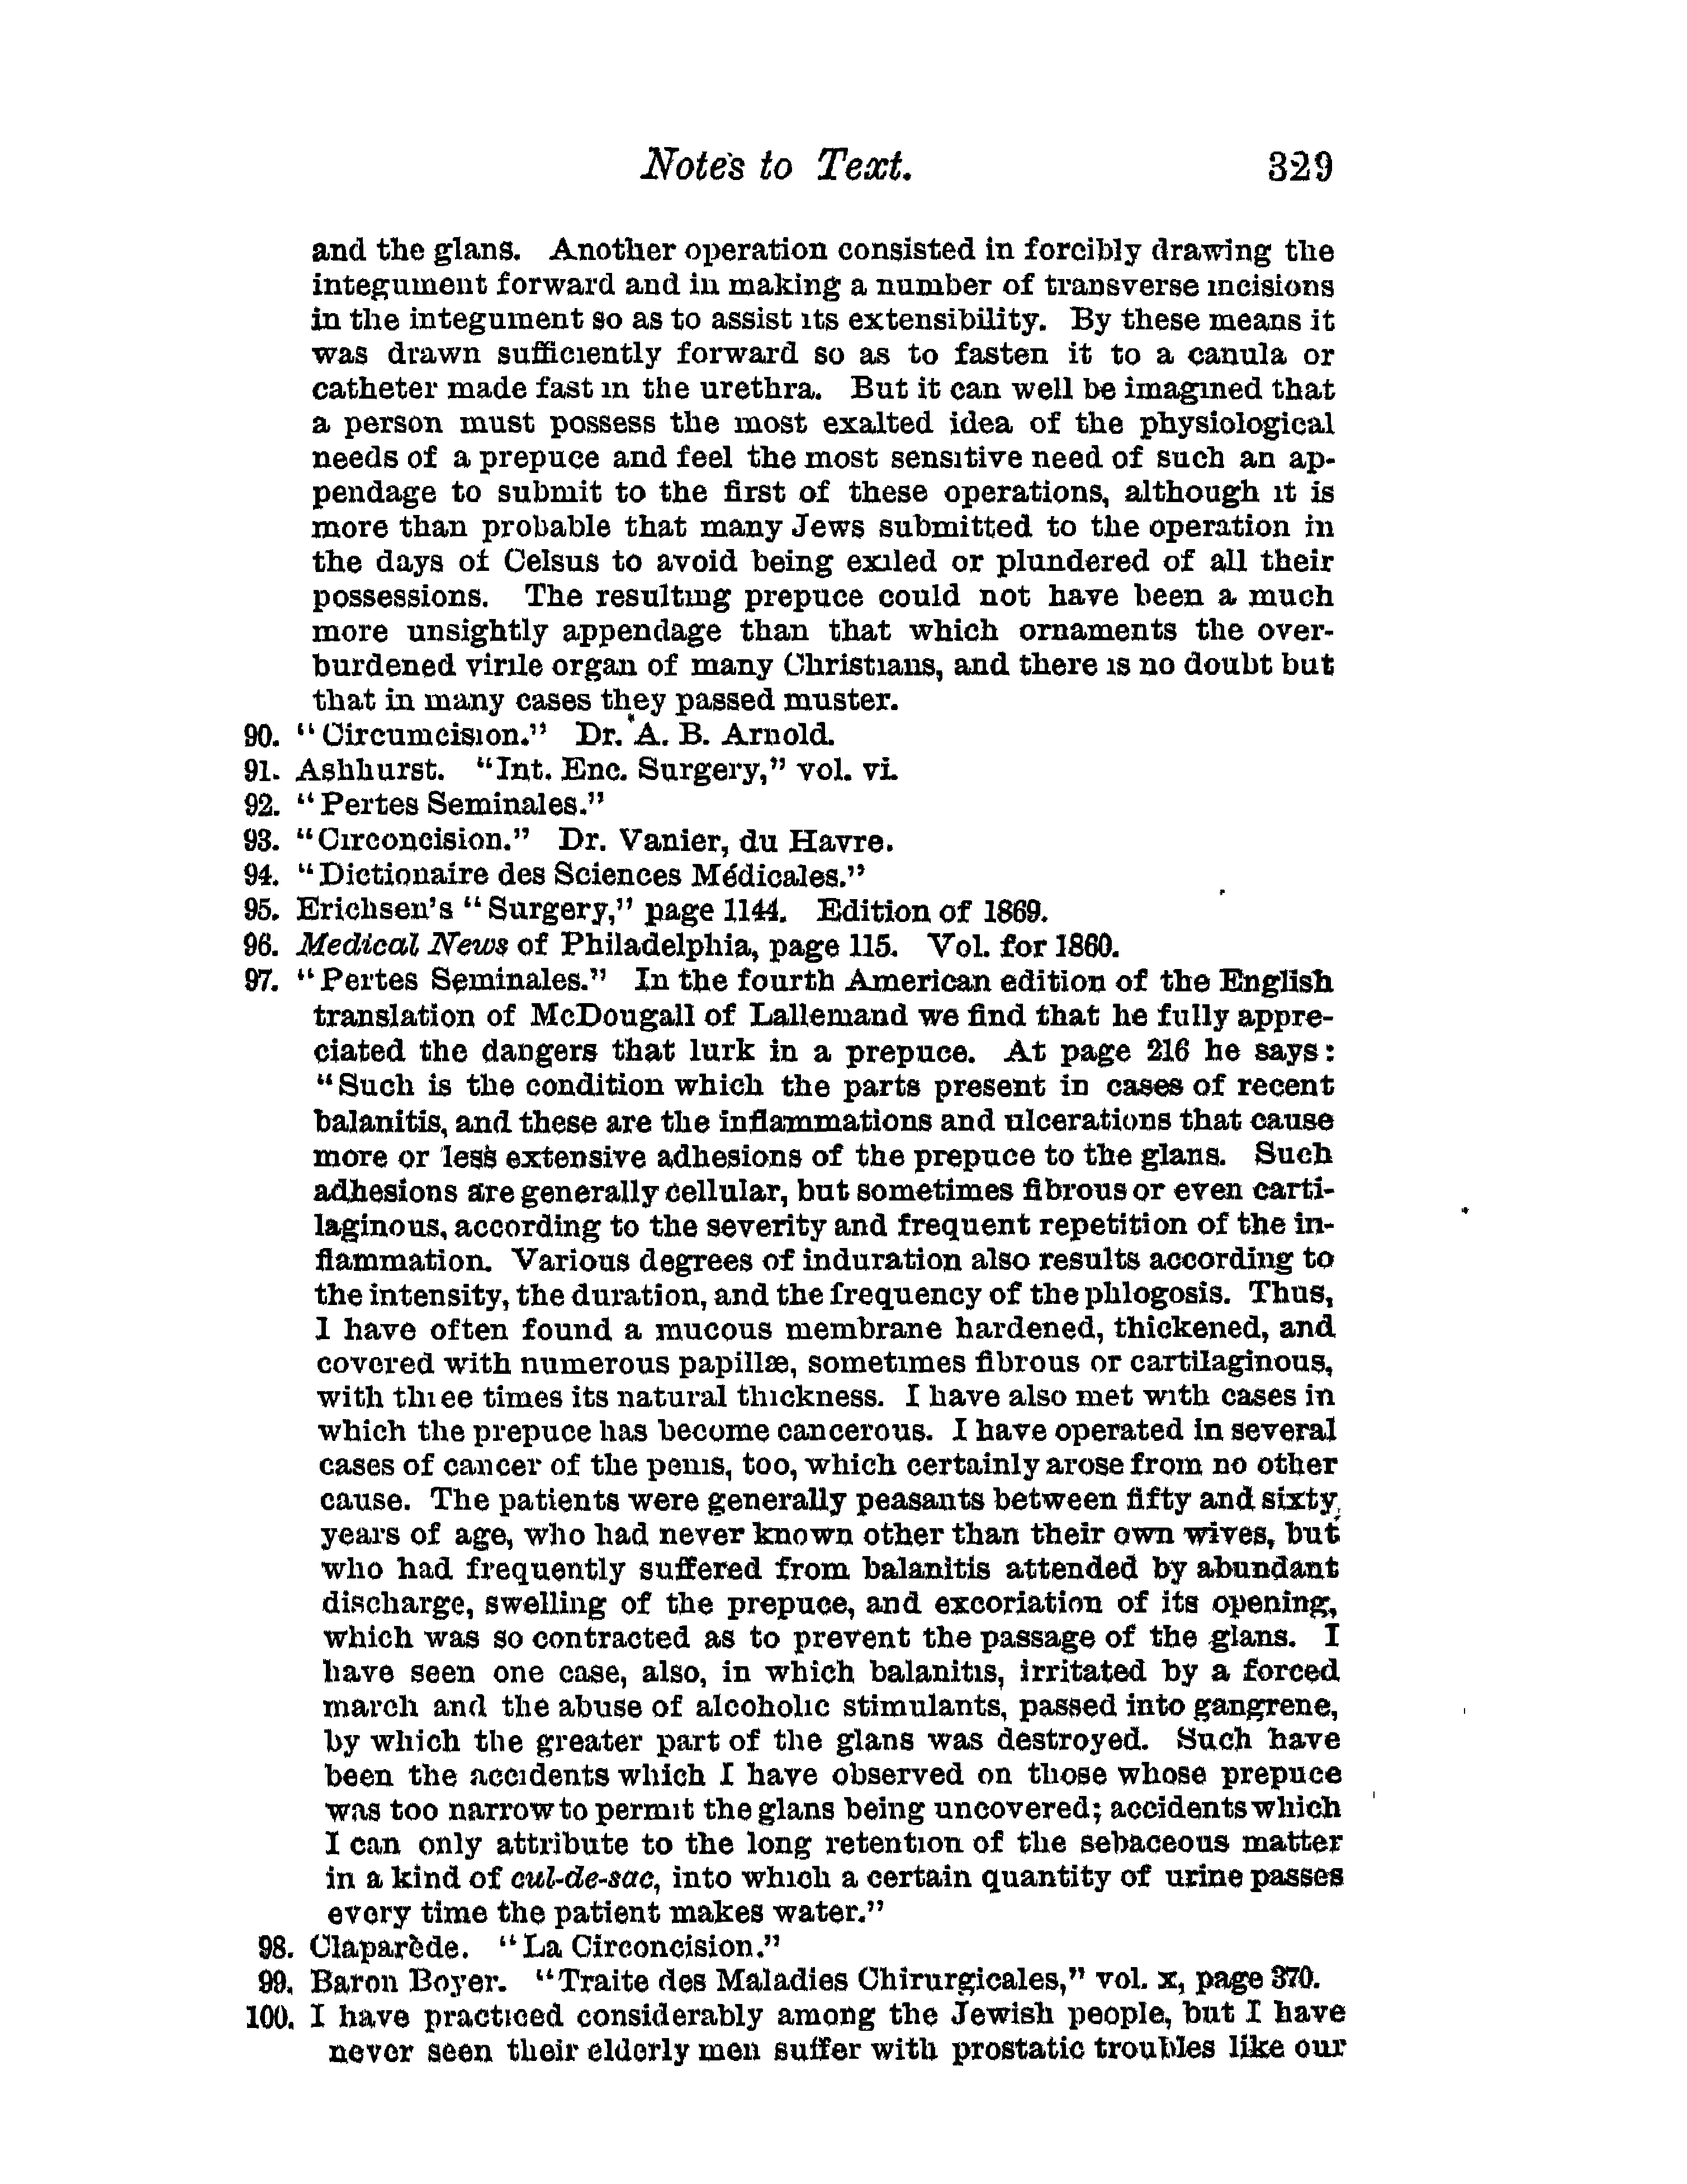 Notes to Text. 329
and the glans. Another operation consisted in forcibly drawing the
integument forward and in making a number of transverse incisions
in the integument so as to assist its extensibility. By these means it
was drawn sufficiently forward so as to fasten it to a canula or
catheter made fast in the urethra. But it can well be imagined that
a person must possess the most exalted idea of the physiological
needs of a prepuce and feel the most sensitive need of such an ap-
pendage to submit to the first of these operations, although it is
more than probable that many Jews submitted to the operation in
the days of Celsus to avoid being exiled or plundered of all their
possessions. The resulting prepuce could not have been a much
more unsightly appendage than that which ornaments the over-
burdened virile organ of many Christians, and there is no doubt but
that in many cases they passed muster.
90. "Circumcision." Dr. A. B. Arnold.
91. Ashhurst. "Int. Enc. Surgery," vol. vi.
92. "Pertes Seminales."
93. "Circoncision." Dr. Vanier, du Havre.
94. "Dictionaire des Sciences Médicales."
95. Erichsen's "Surgery," page 1144. Edition of 1869.
96. Medical News of Philadelphia, page 115. Vol. for 1860.
97. "Pertes Seminales." In the fourth American edition of the English
translation of McDougall of Lallemand we find that he fully appre-
ciated the dangers that lurk in a prepuce. At page 216 he says:
"Such is the condition which the parts present in cases of recent
balanitis, and these are the inflammations and ulcerations that cause
more or less extensive adhesions of the prepuce to the glans. Such
adhesions are generally cellular, but sometimes fibrous or even carti-
laginous, according to the severity and frequent repetition of the in-
flammation. Various degrees of induration also results according to
the intensity, the duration, and the frequency of the phlogosis. Thus,
I have often found a mucous membrane hardened, thickened, and
covered with numerous papillæ, sometimes fibrous or cartilaginous,
with three times its natural thickness. I have also met with cases in
which the prepuce has become cancerous. I have operated in several
cases of cancer of the penis, too, which certainly arose from no other
cause. The patients were generally peasants between fifty and sixty
years of age, who had never known other than their own wives, but
who had frequently suffered from balanitis attended by abundant
discharge, swelling of the prepuce, and excoriation of its opening,
which was so contracted as to prevent the passage of the glans. I
have seen one case, also, in which balanitis, irritated by a forced
march and the abuse of alcoholic stimulants, passed into gangrene,
by which the greater part of the glans was destroyed. Such have
been the accidents which I have observed on those whose prepuce
was too narrow to permit the glans being uncovered; accidents which
I can only attribute to the long retention of the sebaceous matter
in a kind of cul-de-sac, into which a certain quantity of urine passes
every time the patient makes water."
98. Claparède. "La Circoncision."
99. Baron Boyer. "Traite des Maladies Chirurgicales," vol. x, page 370.
100. I have practiced considerably among the Jewish people, but I have
never seen their elderly men suffer with prostatic troubles like our